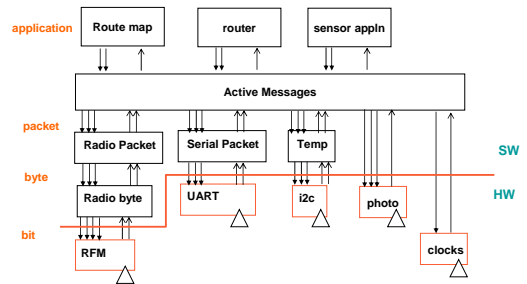 application
Route map
router
sensor appln
Active Messages
packet
Radio Packet
Serial Packet
Temp
SW
byte
Radio byte
UART
i2c
photo
HW
bit
RFM
clocks